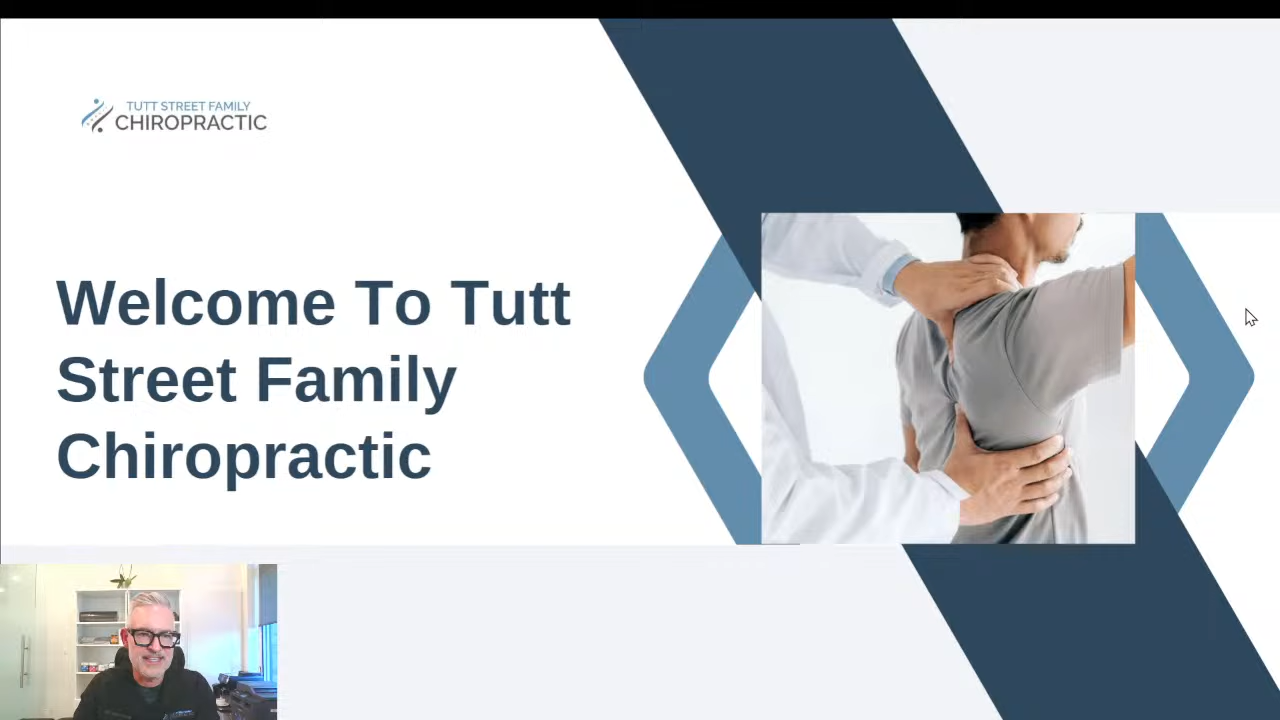 TUTT STREET FAMILY
CHIROPRACTIC
Welcome To Tutt
Street Family
Chiropractic